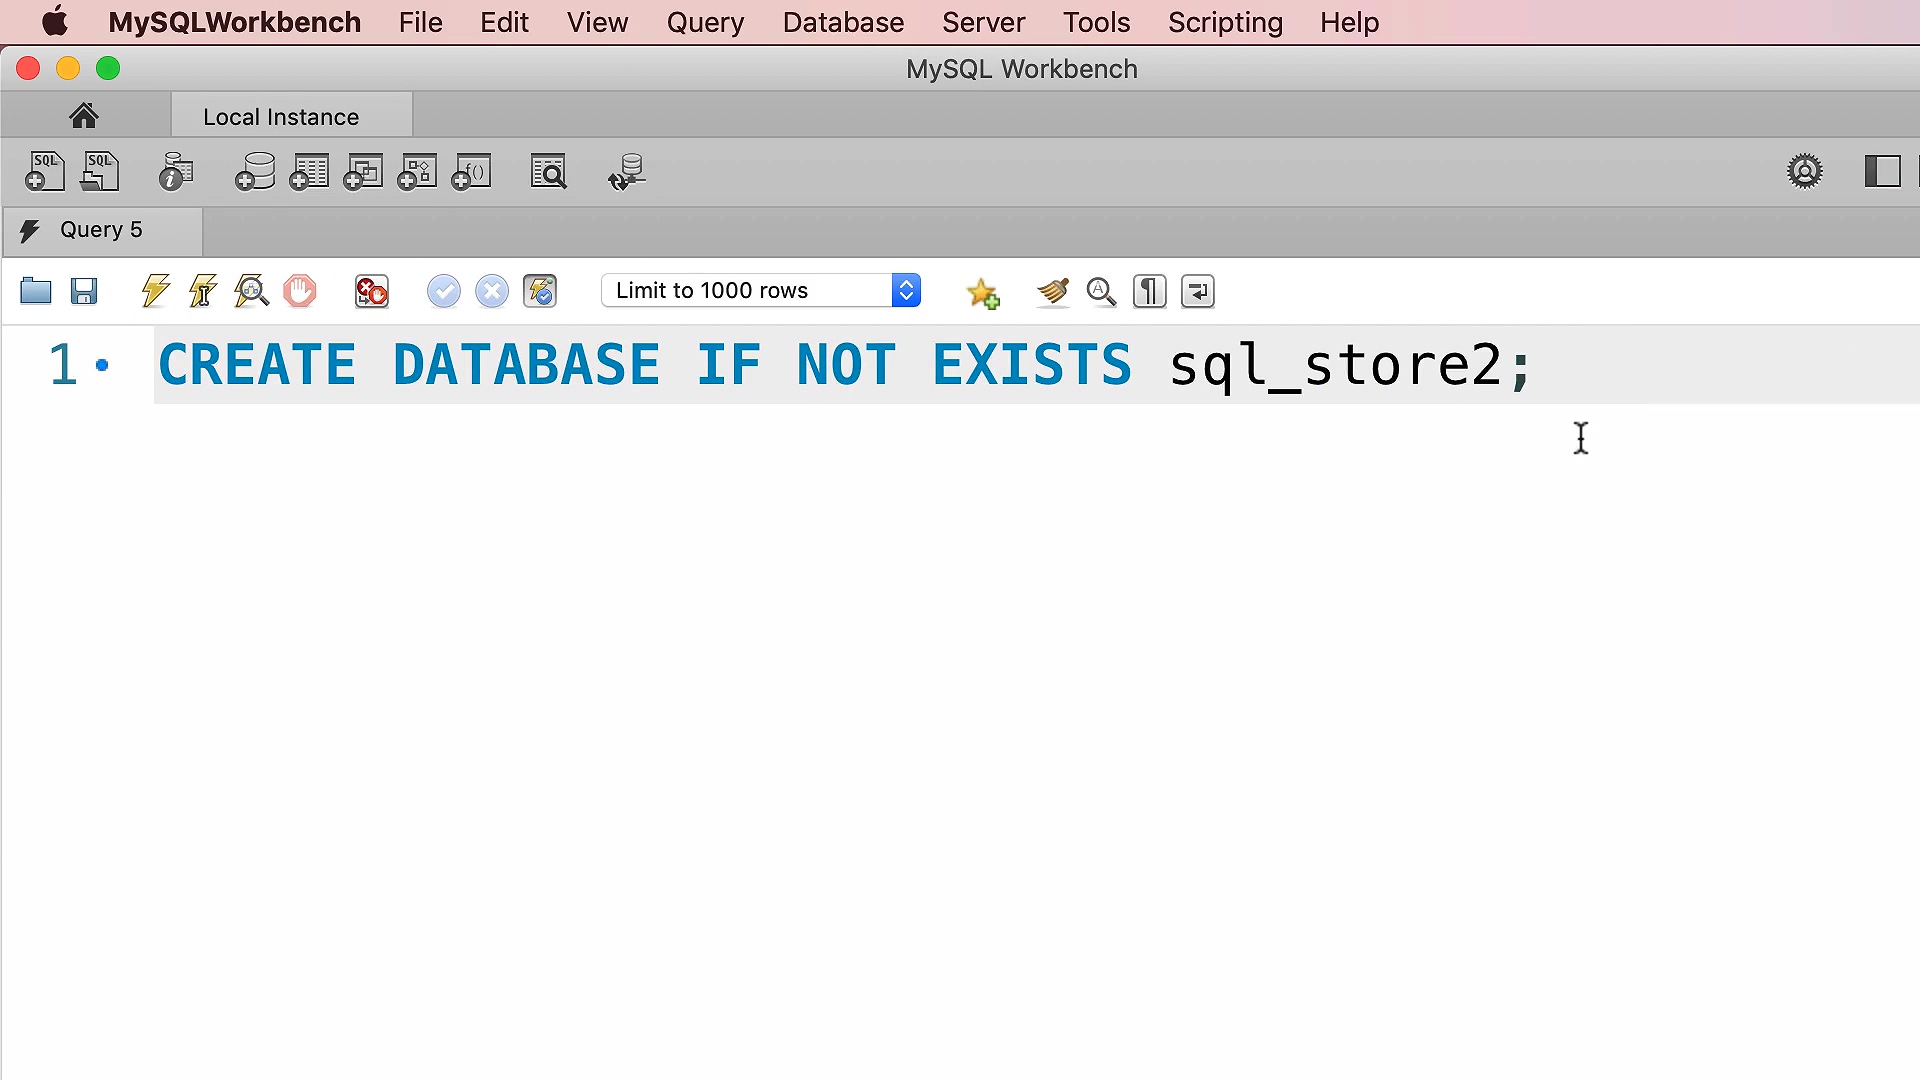 MySQLWorkbench File Edit View Query Database Server Tools Scripting Help
MySQL Workbench
Local Instance
SQL SQL
Query 5
Limit to 1000 rows
1 CREATE DATABASE IF NOT EXISTS sql_store2;